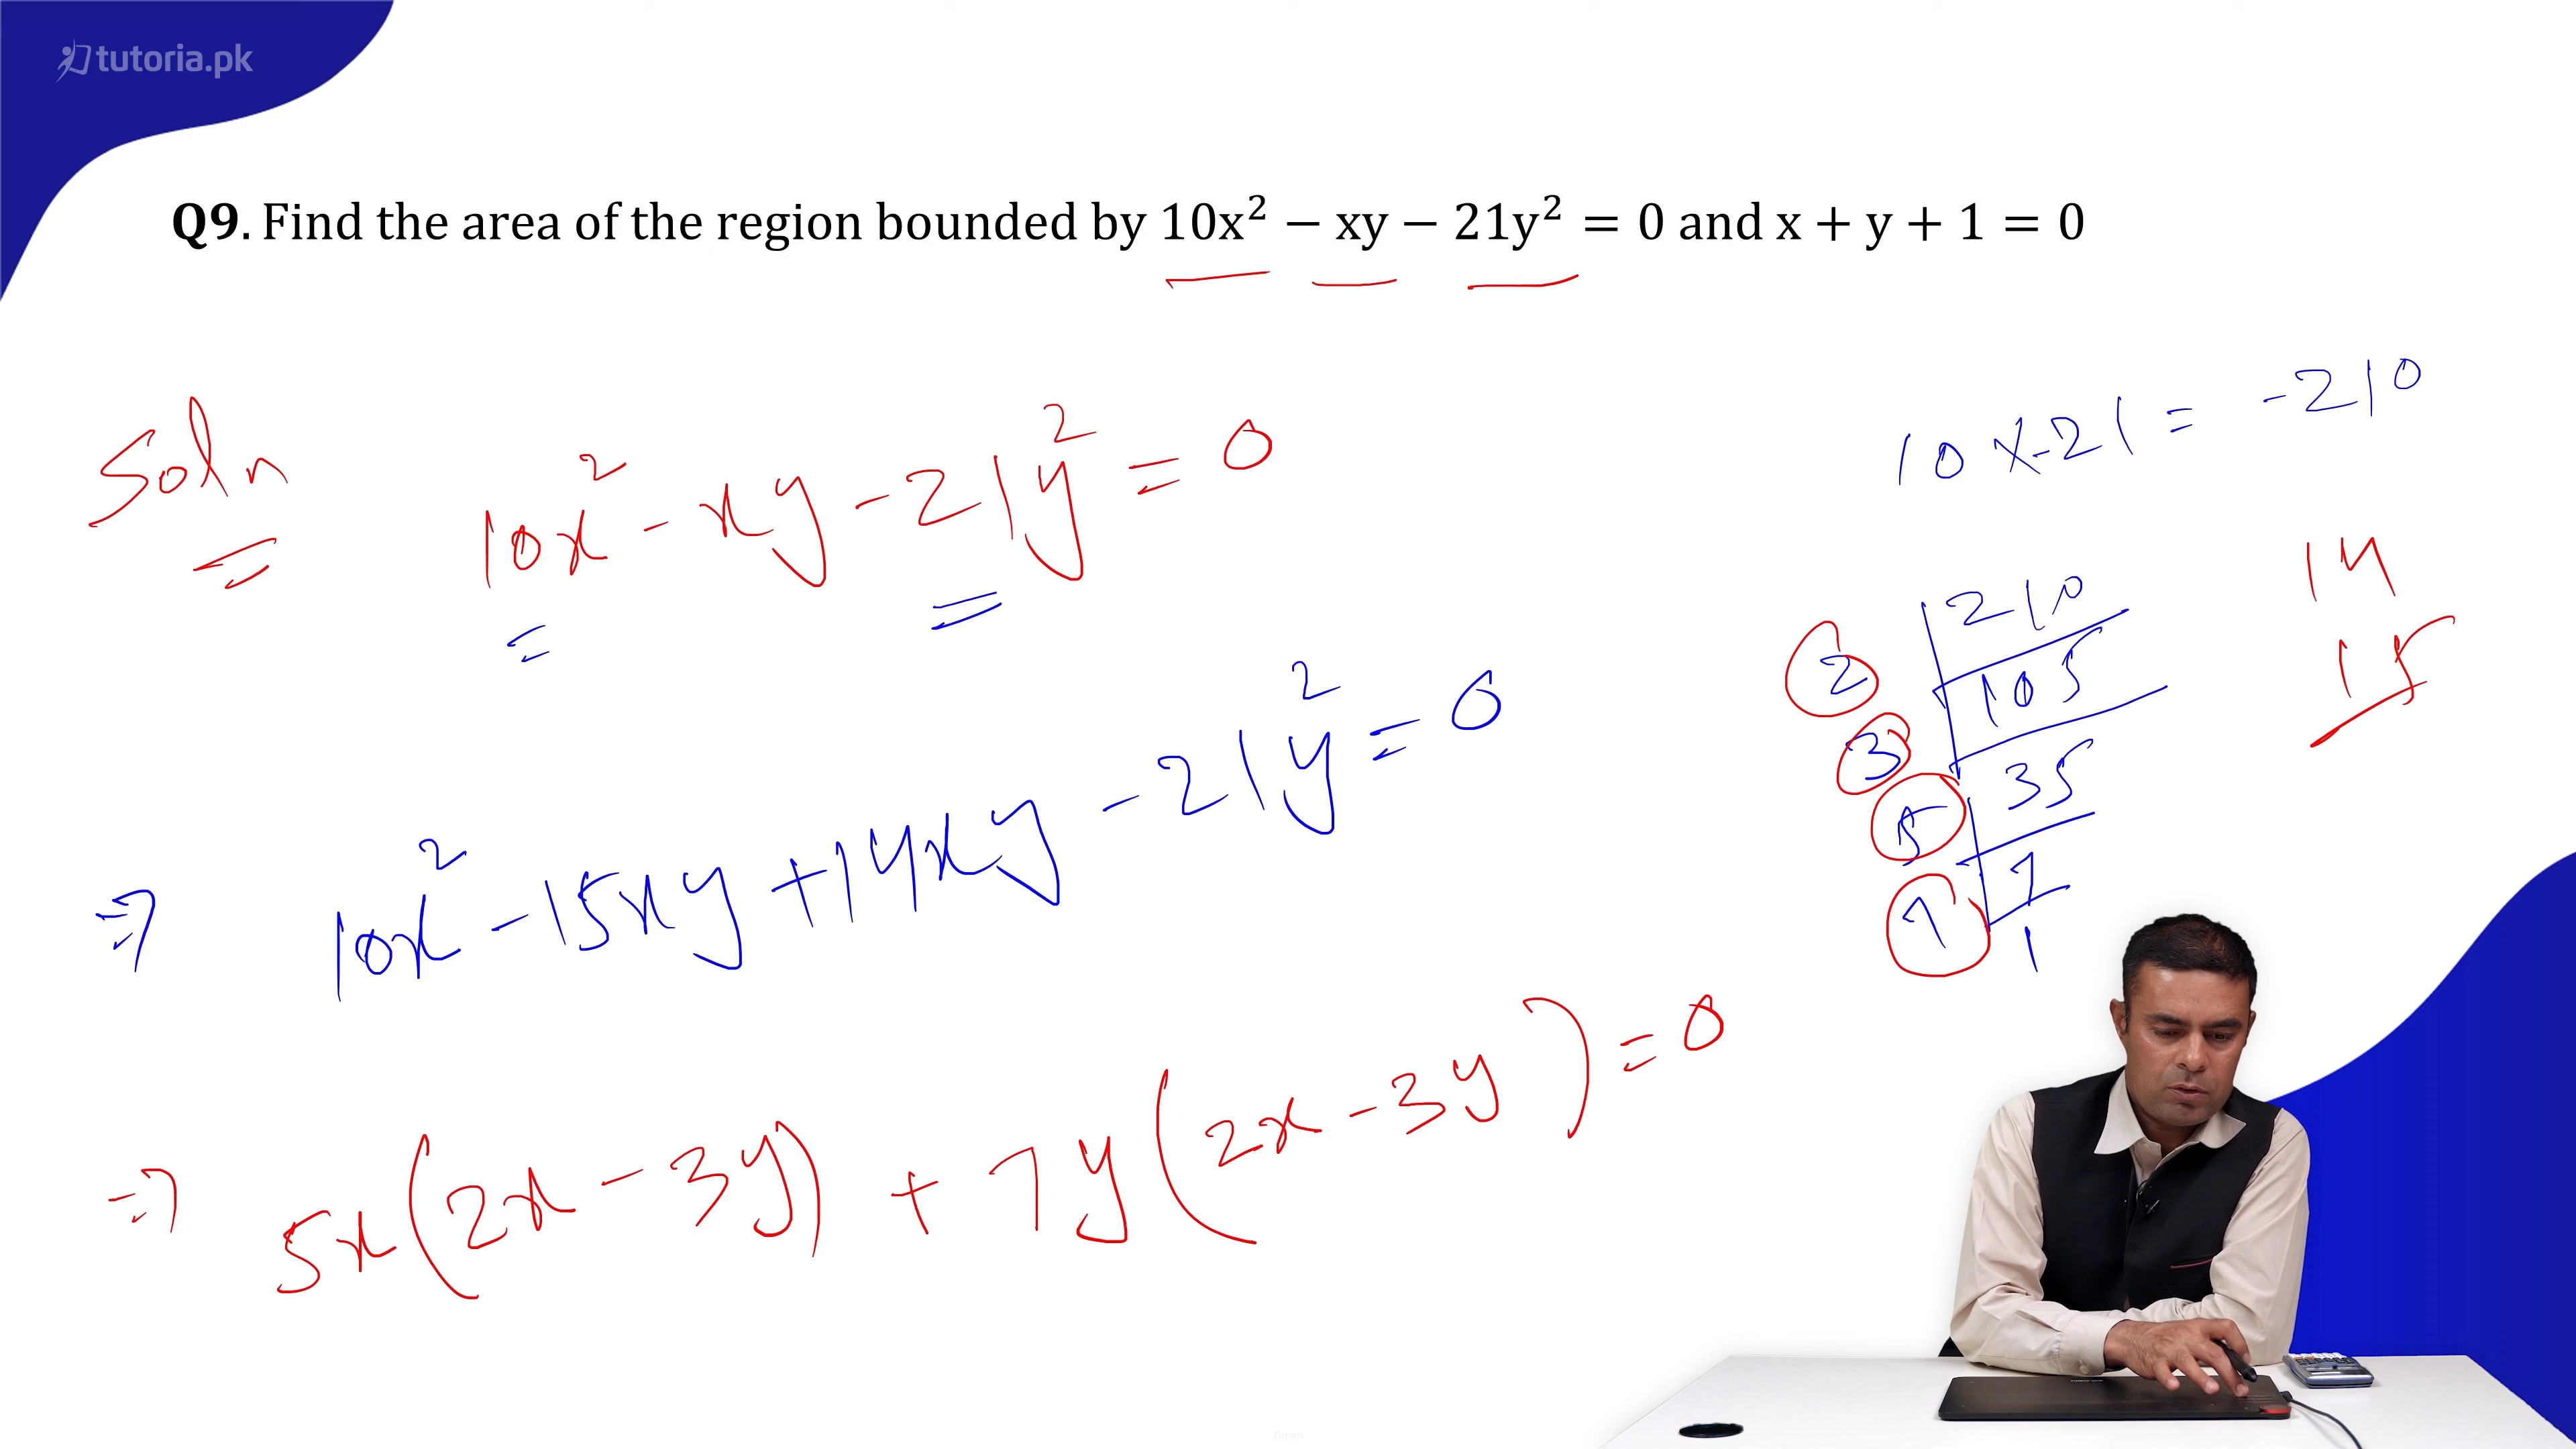 tutoria.pk
Q9. Find the area of the region bounded by 10x² − xy − 21y² = 0 and x + y + 1 = 0
Soln
10x² - xy - 21y² = 0
⇒ 10x² - 15xy + 14xy - 21y² = 0
⇒ 5x(2x - 3y) + 7y(2x - 3y) = 0
10 x -21 = -210
210
2 105
3 35
5 7
7 1
14
15